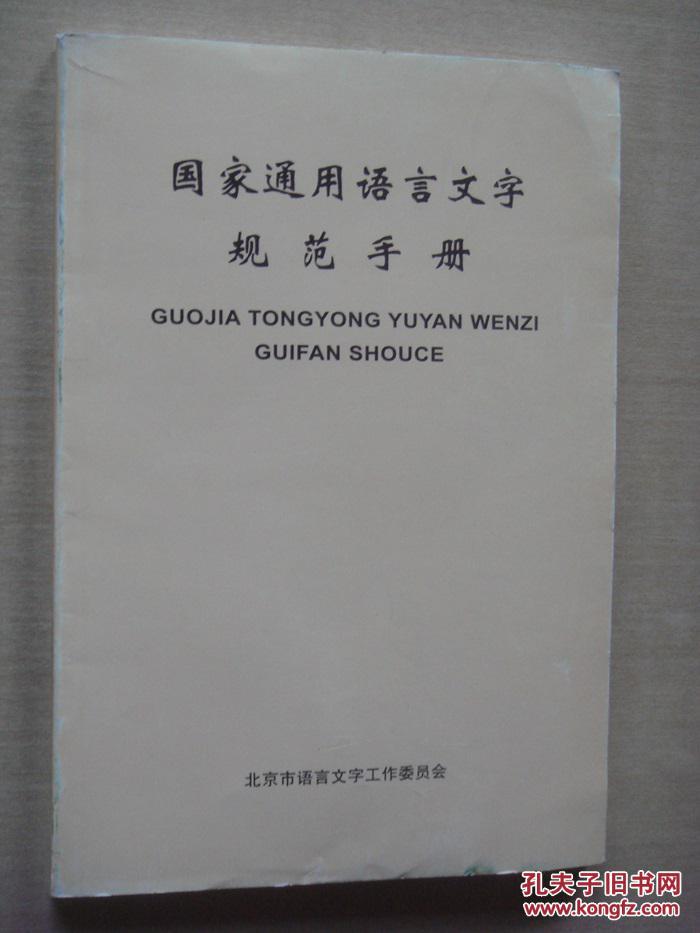 国家通用语言文字
规范手册
GUOJIA TONGYONG YUYAN WENZI
GUIFAN SHOUCE
北京市语言文字工作委员会
孔夫子旧书网
www.kongfz.com